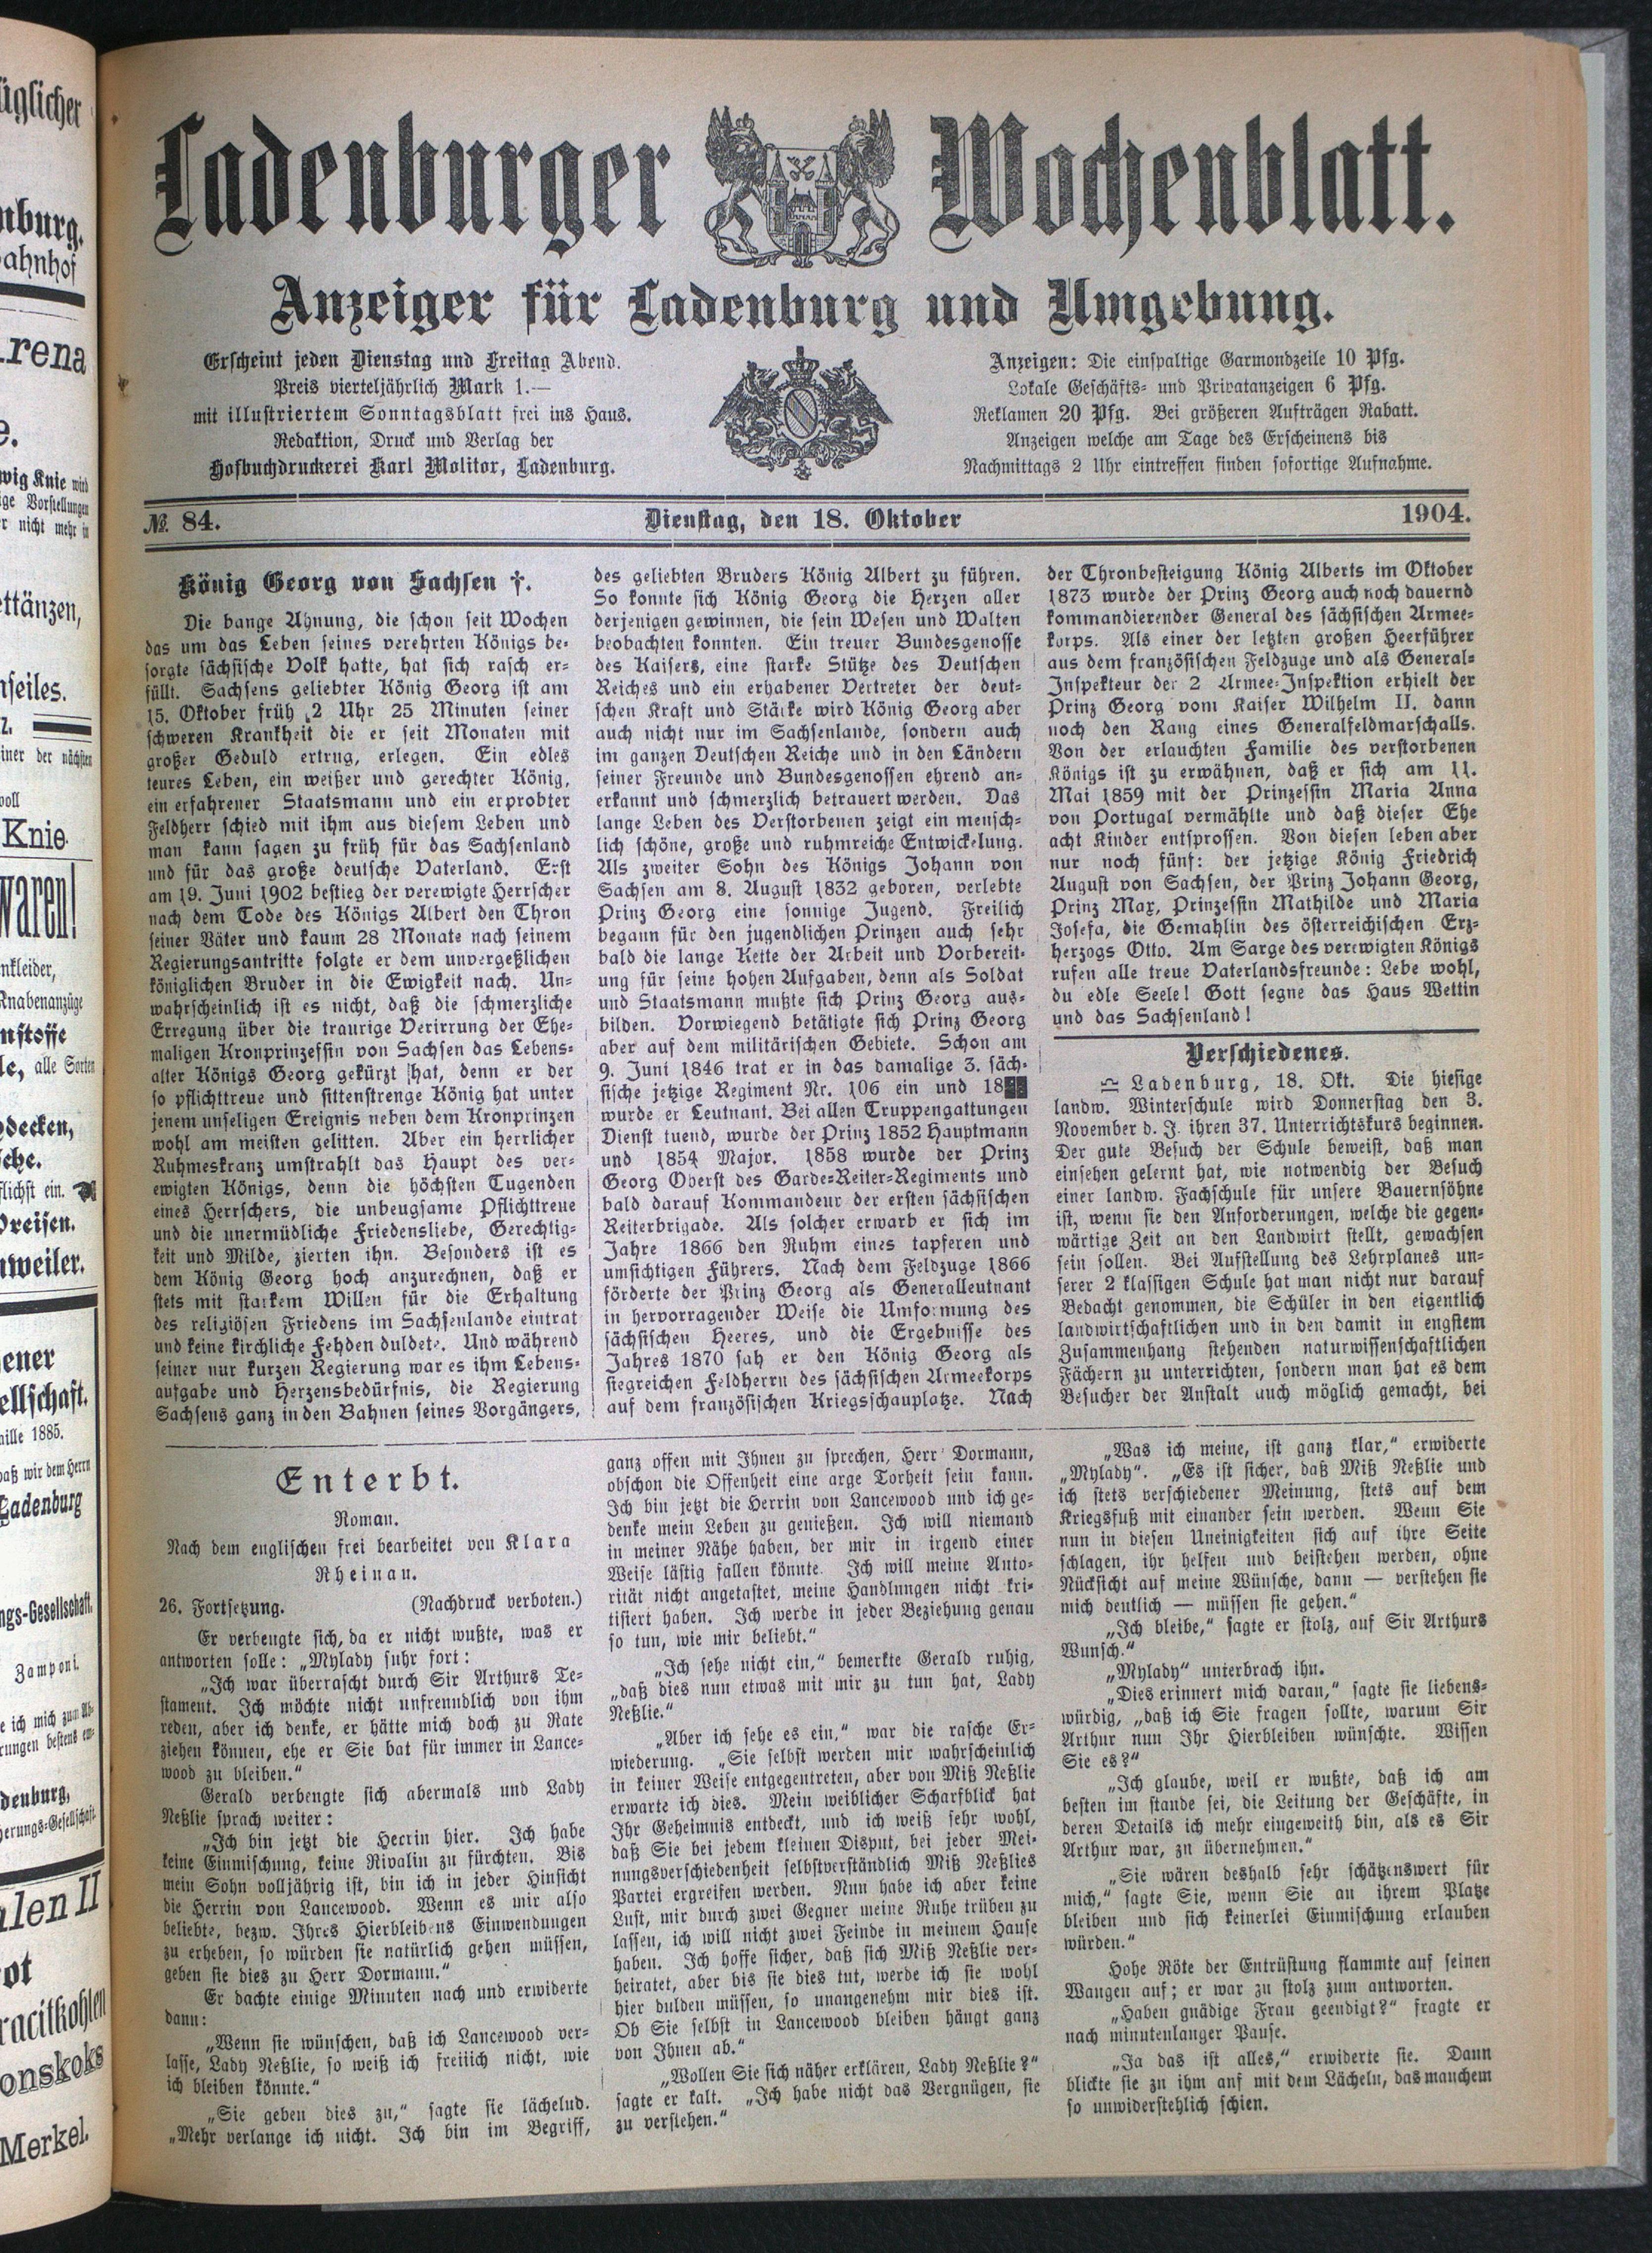 Ladenburger Wochenblatt.
Anzeiger für Ladenburg und Umgebung.
Erscheint jeden Dienstag und Freitag Abend.
Preis vierteljährlich Mark 1.—
mit illustriertem Sonntagsblatt frei ins Haus.
Redaktion, Druck und Verlag der
Hofbuchdruckerei Karl Molitor, Ladenburg.
Anzeigen: Die einspaltige Garmondzeile 10 Pfg.
Lokale Geschäfts- und Privatanzeigen 6 Pfg.
Reklamen 20 Pfg. Bei größeren Aufträgen Rabatt.
Anzeigen welche am Tage des Erscheinens bis
Nachmittags 2 Uhr eintreffen finden sofortige Aufnahme.
№ 84. Dienstag, den 18. Oktober 1904.
König Georg von Sachsen †.
Die bange Ahnung, die schon seit Wochen
das um das Leben seines verehrten Königs be-
sorgte sächsische Volk hatte, hat sich rasch er-
füllt. Sachsens geliebter König Georg ist am
15. Oktober früh 2 Uhr 25 Minuten seiner
schweren Krankheit die er seit Monaten mit
großer Geduld ertrug, erlegen. Ein edles
teures Leben, ein weißer und gerechter König,
ein erfahrener Staatsmann und ein erprobter
Feldherr schied mit ihm aus diesem Leben und
man kann sagen zu früh für das Sachsenland
und für das große deutsche Vaterland. Erst
am 19. Juni 1902 bestieg der verewigte Herrscher
nach dem Tode des Königs Albert den Thron
seiner Väter und kaum 28 Monate nach seinem
Regierungsantritte folgte er dem unvergeßlichen
königlichen Bruder in die Ewigkeit nach. Un-
wahrscheinlich ist es nicht, daß die schmerzliche
Erregung über die traurige Verirrung der Ehe-
maligen Kronprinzessin von Sachsen das Lebens-
alter Königs Georg gekürzt hat, denn er der
so pflichttreue und sittenstrenge König hat unter
jenem unseligen Ereignis neben dem Kronprinzen
wohl am meisten gelitten. Aber ein herrlicher
Ruhmeskranz umstrahlt das Haupt des ver-
ewigten Königs, denn die höchsten Tugenden
eines Herrschers, die unbeugsame Pflichttreue
und die unermüdliche Friedensliebe, Gerechtig-
keit und Milde, zierten ihn. Besonders ist es
dem König Georg hoch anzurechnen, daß er
stets mit starkem Willen für die Erhaltung
des religiösen Friedens im Sachsenlande eintrat
und keine kirchliche Fehden duldete. Und während
seiner nur kurzen Regierung war es ihm Lebens-
aufgabe und Herzensbedürfnis, die Regierung
Sachsens ganz in den Bahnen seines Vorgängers,
des geliebten Bruders König Albert zu führen.
So konnte sich König Georg die Herzen aller
derjenigen gewinnen, die sein Wesen und Walten
beobachten konnten. Ein treuer Bundesgenosse
des Kaisers, eine starke Stütze des Deutschen
Reiches und ein erhabener Vertreter der deut-
schen Kraft und Stärke wird König Georg aber
auch nicht nur im Sachsenlande, sondern auch
im ganzen Deutschen Reiche und in den Ländern
seiner Freunde und Bundesgenossen ehrend an-
erkannt und schmerzlich betrauert werden. Das
lange Leben des Verstorbenen zeigt ein mensch-
lich schöne, große und ruhmreiche Entwickelung.
Als zweiter Sohn des Königs Johann von
Sachsen am 8. August 1832 geboren, verlebte
Prinz Georg eine sonnige Jugend. Freilich
begann für den jugendlichen Prinzen auch sehr
bald die lange Kette der Arbeit und Vorbereit-
ung für seine hohen Aufgaben, denn als Soldat
und Staatsmann mußte sich Prinz Georg aus-
bilden. Vorwiegend betätigte sich Prinz Georg
aber auf dem militärischen Gebiete. Schon am
9. Juni 1846 trat er in das damalige 3. säch-
sische jetzige Regiment Nr. 106 ein und 18
wurde er Leutnant. Bei allen Truppengattungen
Dienst tuend, wurde der Prinz 1852 Hauptmann
und 1854 Major. 1858 wurde der Prinz
Georg Oberst des Garde-Reiter-Regiments und
bald darauf Kommandeur der ersten sächsischen
Reiterbrigade. Als solcher erwarb er sich im
Jahre 1866 den Ruhm eines tapferen und
umsichtigen Führers. Nach dem Feldzuge 1866
förderte der Prinz Georg als Generalleutnant
in hervorragender Weise die Umformung des
sächsischen Heeres, und die Ergebnisse des
Jahres 1870 sah er den König Georg als
siegreichen Feldherrn des sächsischen Armeekorps
auf dem französischen Kriegsschauplatze. Nach
der Thronbesteigung König Alberts im Oktober
1873 wurde der Prinz Georg auch noch dauernd
kommandierender General des sächsischen Armee-
korps. Als einer der letzten großen Heerführer
aus dem französischen Feldzuge und als General-
Inspekteur der 2 Armee-Inspektion erhielt der
Prinz Georg vom Kaiser Wilhelm II. dann
noch den Rang eines Generalfeldmarschalls.
Von der erlauchten Familie des verstorbenen
Königs ist zu erwähnen, daß er sich am 11.
Mai 1859 mit der Prinzessin Maria Anna
von Portugal vermählte und daß dieser Ehe
acht Kinder entsprossen. Von diesen leben aber
nur noch fünf: der jetzige König Friedrich
August von Sachsen, der Prinz Johann Georg,
Prinz Max, Prinzessin Mathilde und Maria
Josefa, die Gemahlin des österreichischen Erz-
herzogs Otto. Am Sarge des verewigten Königs
rufen alle treue Vaterlandsfreunde: Lebe wohl,
du edle Seele! Gott segne das Haus Wettin
und das Sachsenland!
Verschiedenes.
Ladenburg, 18. Okt. Die hiesige
landw. Winterschule wird Donnerstag den 3.
November d. J. ihren 37. Unterrichtskurs beginnen.
Der gute Besuch der Schule beweist, daß man
einsehen gelernt hat, wie notwendig der Besuch
einer landw. Fachschule für unsere Bauernsöhne
ist, wenn sie den Anforderungen, welche die gegen-
wärtige Zeit an den Landwirt stellt, gewachsen
sein sollen. Bei Aufstellung des Lehrplanes un-
serer 2 klassigen Schule hat man nicht nur darauf
Bedacht genommen, die Schüler in den eigentlich
landwirtschaftlichen und in den damit in engstem
Zusammenhang stehenden naturwissenschaftlichen
Fächern zu unterrichten, sondern man hat es dem
Besucher der Anstalt auch möglich gemacht, bei
Enterbt.
Roman.
Nach dem englischen frei bearbeitet von Klara
Rheinau.
26. Fortsetzung. (Nachdruck verboten.)
Er verbeugte sich, da er nicht wußte, was er
antworten solle: „Mylady fuhr fort:
„Ich war überrascht durch Sir Arthurs Te-
stament. Ich möchte nicht unfreundlich von ihm
reden, aber ich denke, er hätte mich doch zu Rate
ziehen können, ehe er Sie bat für immer in Lance-
wood zu bleiben.“
Gerald verbeugte sich abermals und Lady
Neßlie sprach weiter:
„Ich bin jetzt die Herrin hier. Ich habe
keine Einmischung, keine Rivalin zu fürchten. Bis
mein Sohn volljährig ist, bin ich in jeder Hinsicht
die Herrin von Lancewood. Wenn es mir also
beliebte, bezw. Ihres Hierbleibens Einwendungen
zu erheben, so würden sie natürlich gehen müssen,
geben sie dies zu Herr Dormann.“
Er dachte einige Minuten nach und erwiderte
dann:
„Wenn sie wünschen, daß ich Lancewood ver-
lasse, Lady Neßlie, so weiß ich freiiich nicht, wie
ich bleiben könnte.“
„Sie geben dies zu,“ sagte sie lächelnd.
„Mehr verlange ich nicht. Ich bin im Begriff,
ganz offen mit Ihnen zu sprechen, Herr Dormann,
obschon die Offenheit eine arge Torheit sein kann.
Ich bin jetzt die Herrin von Lancewood und ich ge-
denke mein Leben zu genießen. Ich will niemand
in meiner Nähe haben, der mir in irgend einer
Weise lästig fallen könnte. Ich will meine Auto-
rität nicht angetastet, meine Handlungen nicht kri-
tisiert haben. Ich werde in jeder Beziehung genau
so tun, wie mir beliebt.“
„Ich sehe nicht ein,“ bemerkte Gerald ruhig,
„daß dies nun etwas mit mir zu tun hat, Lady
Neßlie.“
„Aber ich sehe es ein,“ war die rasche Er-
wiederung. „Sie selbst werden mir wahrscheinlich
in keiner Weise entgegentreten, aber von Miß Neßlie
erwarte ich dies. Mein weiblicher Scharfblick hat
Ihr Geheimnis entdeckt, und ich weiß sehr wohl,
daß Sie bei jedem kleinen Disput, bei jeder Mei-
nungsverschiedenheit selbstverständlich Miß Neßlies
Partei ergreifen werden. Nun habe ich aber keine
Lust, mir durch zwei Gegner meine Ruhe trüben zu
lassen, ich will nicht zwei Feinde in meinem Hause
haben. Ich hoffe sicher, daß sich Miß Neßlie ver-
heiratet, aber bis sie dies tut, werde ich sie wohl
hier dulden müssen, so unangenehm mir dies ist.
Ob Sie selbst in Lancewood bleiben hängt ganz
von Ihnen ab.“
„Wollen Sie sich näher erklären, Lady Neßlie?“
sagte er kalt. „Ich habe nicht das Vergnügen, sie
zu verstehen.“
„Was ich meine, ist ganz klar,“ erwiderte
„Mylady“. „Es ist sicher, daß Miß Neßlie und
ich stets verschiedener Meinung, stets auf dem
Kriegsfuß mit einander sein werden. Wenn Sie
nun in diesen Uneinigkeiten sich auf ihre Seite
schlagen, ihr helfen und beistehen werden, ohne
Rücksicht auf meine Wünsche, dann — verstehen sie
mich deutlich — müssen sie gehen.“
„Ich bleibe,“ sagte er stolz, auf Sir Arthurs
Wunsch.“
„Mylady“ unterbrach ihn.
„Dies erinnert mich daran,“ sagte sie liebens-
würdig, „daß ich Sie fragen sollte, warum Sir
Arthur nun Ihr Hierbleiben wünschte. Wissen
Sie es?“
„Ich glaube, weil er wußte, daß ich am
besten im stande sei, die Leitung der Geschäfte, in
deren Details ich mehr eingeweith bin, als es Sir
Arthur war, zu übernehmen.“
„Sie wären deshalb sehr schätzenswert für
mich,“ sagte Sie, wenn Sie an ihrem Platze
bleiben und sich keinerlei Einmischung erlauben
würden.“
Hohe Röte der Entrüstung flammte auf seinen
Wangen auf; er war zu stolz zum antworten.
„Haben gnädige Frau geendigt?“ fragte er
nach minutenlanger Pause.
„Ja das ist alles,“ erwiderte sie. Dann
blickte sie zu ihm auf mit dem Lächeln, das manchem
so unwiderstehlich schien.